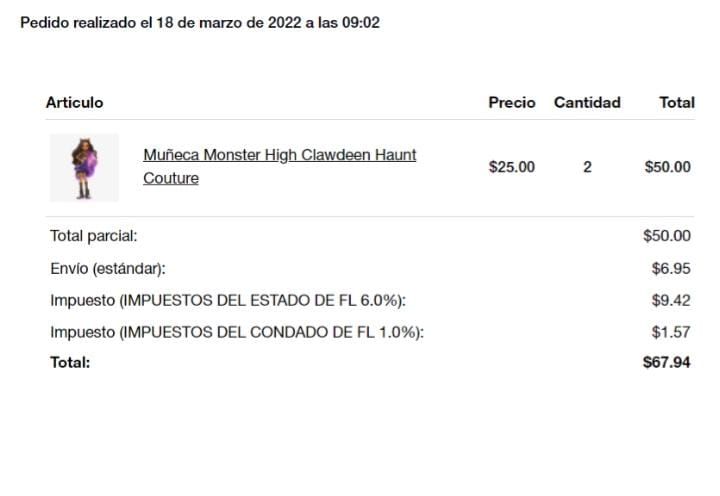 Pedido realizado el 18 de marzo de 2022 a las 09:02
Articulo Precio Cantidad Total
Muñeca Monster High Clawdeen Haunt
Couture
$25.00 2 $50.00
Total parcial: $50.00
Envío (estándar): $6.95
Impuesto (IMPUESTOS DEL ESTADO DE FL 6.0%): $9.42
Impuesto (IMPUESTOS DEL CONDADO DE FL 1.0%): $1.57
Total: $67.94